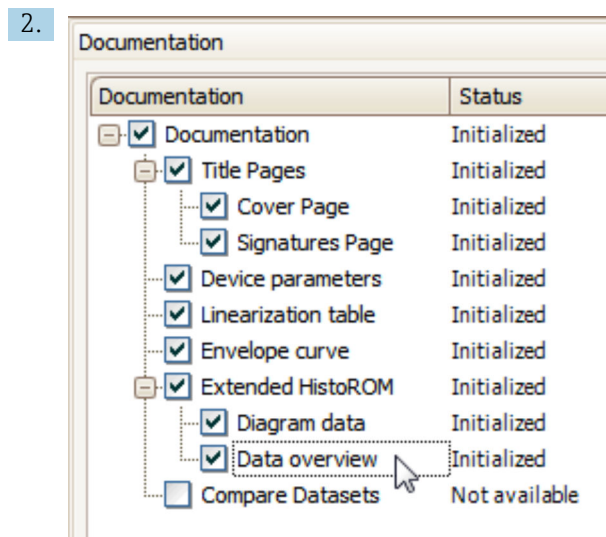 2.
Documentation
Documentation Status
Documentation Initialized
Title Pages Initialized
Cover Page Initialized
Signatures Page Initialized
Device parameters Initialized
Linearization table Initialized
Envelope curve Initialized
Extended HistoROM Initialized
Diagram data Initialized
Data overview Initialized
Compare Datasets Not available